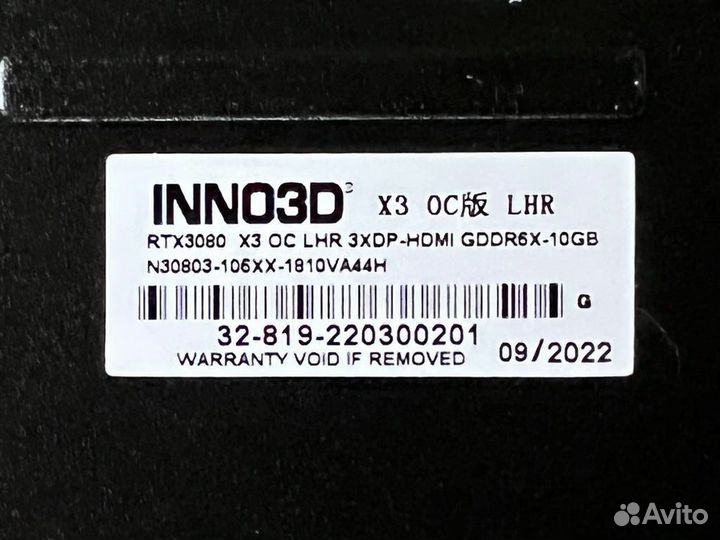 INNO3D® X3 OC版 LHR
RTX3080 X3 OC LHR 3XDP-HDMI GDDR6X-10GB
N30803-106XX-1810VA44H
G
32-819-220300201
WARRANTY VOID IF REMOVED 09/2022
Avito